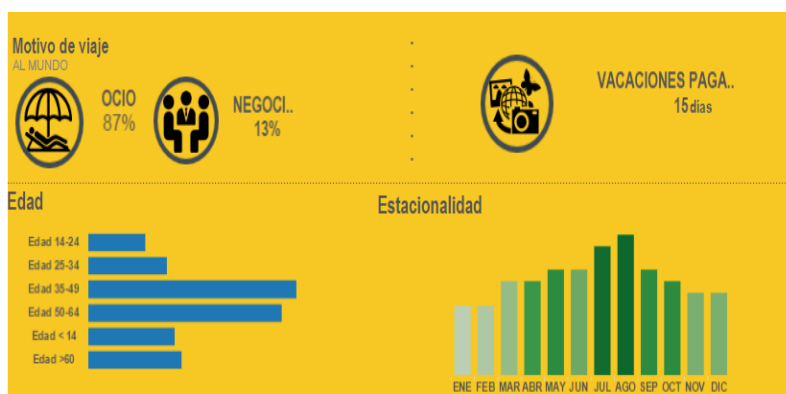 Motivo de viaje
AL MUNDO
OCIO
87%
NEGOCI..
13%
VACACIONES PAGA..
15 dias
Edad
Edad 14-24
Edad 25-34
Edad 35-49
Edad 50-64
Edad < 14
Edad >60
Estacionalidad
ENE FEB MAR ABR MAY JUN JUL AGO SEP OCT NOV DIC